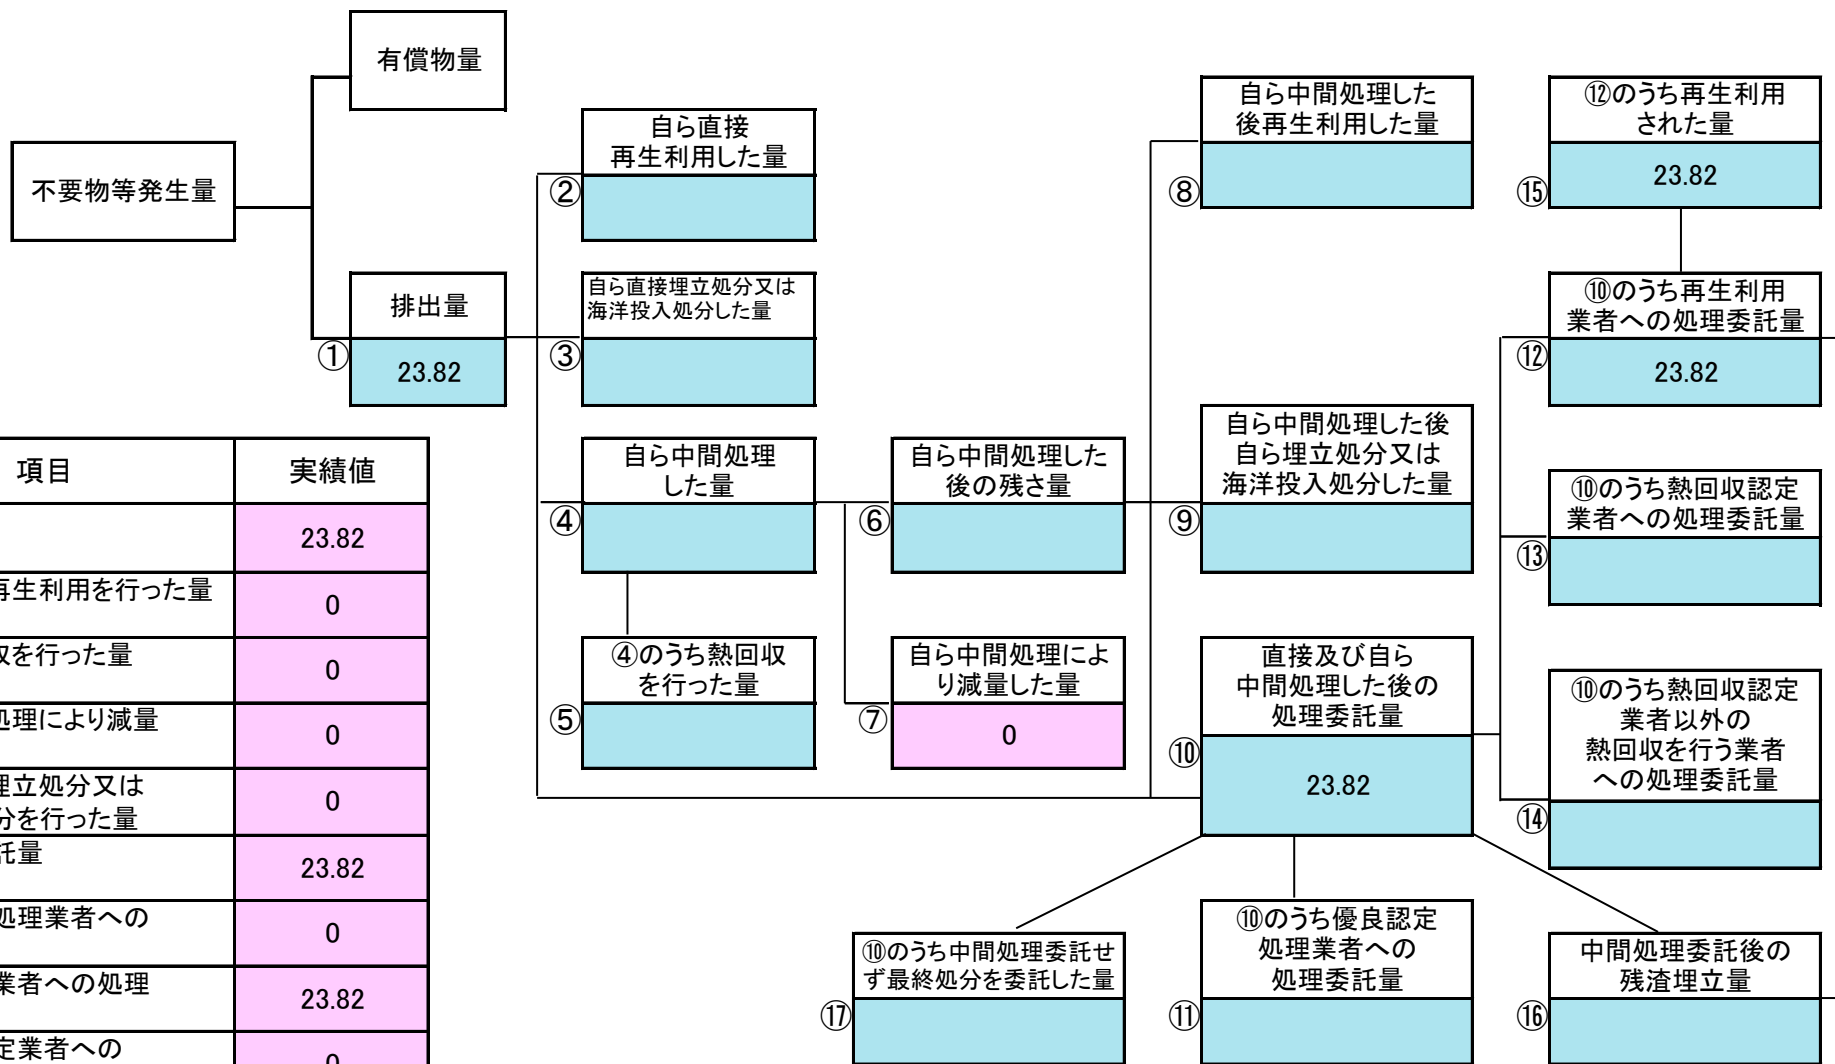 有償物量
不要物等発生量
排出量
①
23.82
自ら直接
再生利用した量
②
自ら直接埋立処分又は
海洋投入処分した量
③
自ら中間処理
した量
④
④のうち熱回収
を行った量
⑤
自ら中間処理した
後の残さ量
⑥
自ら中間処理によ
り減量した量
⑦
0
自ら中間処理した
後再生利用した量
⑧
自ら中間処理した後
自ら埋立処分又は
海洋投入処分した量
⑨
直接及び自ら
中間処理した後の
処理委託量
⑩
23.82
⑫のうち再生利用
された量
⑮
23.82
⑩のうち再生利用
業者への処理委託量
⑫
23.82
⑩のうち熱回収認定
業者への処理委託量
⑬
⑩のうち熱回収認定
業者以外の
熱回収を行う業者
への処理委託量
⑭
⑩のうち中間処理委託せ
ず最終処分を委託した量
⑰
⑩のうち優良認定
処理業者への
処理委託量
⑪
中間処理委託後の
残渣埋立量
⑯
項目 実績値
23.82
再生利用を行った量
0
を行った量
0
処理により減量
0
埋立処分又は
分を行った量
0
託量
23.82
処理業者への
0
業者への処理
23.82
定業者への
0